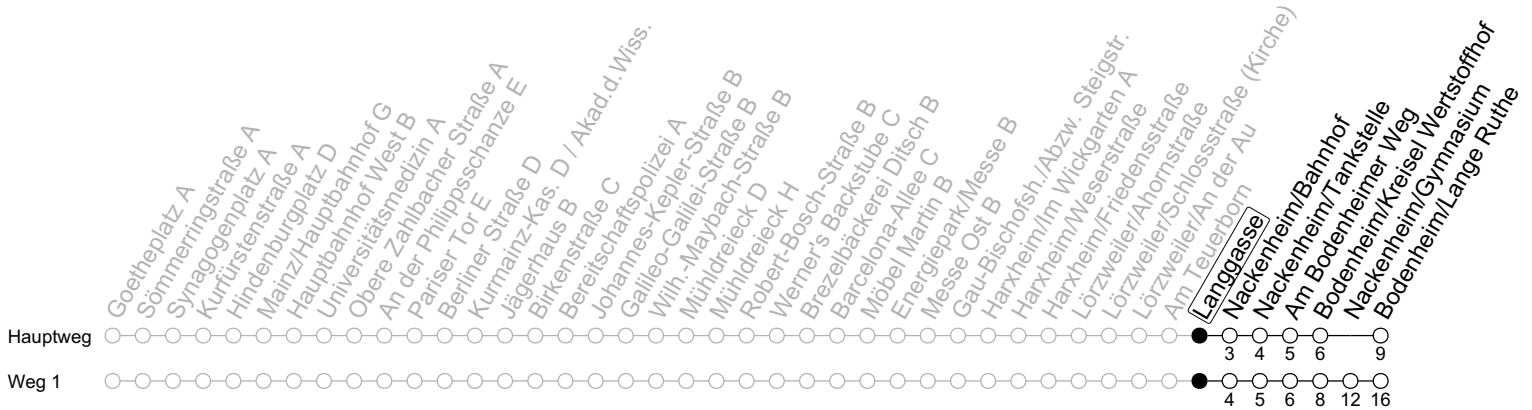 Goetheplatz A
Sömmerringstraße A
Synagogenplatz A
Kurfürstenstraße A
Hindenburgplatz D
Mainz/Hauptbahnhof G
Hauptbahnhof West B
Universitätsmedizin A
Obere Zahlbacher Straße A
An der Philippsschanze E
Pariser Tor E
Berliner Straße D
Kurmainz-Kas. D / Akad.d.Wiss.
Jägerhaus B
Birkenstraße C
Bereitschaftspolizei A
Johannes-Kepler-Straße B
Galileo-Galilei-Straße B
Wilh.-Maybach-Straße B
Mühldreieck D
Mühldreieck H
Robert-Bosch-Straße B
Werner's Backstube C
Brezelbäckerei Ditsch B
Barcelona-Allee C
Möbel Martin B
Energiepark/Messe B
Messe Ost B
Gau-Bischofsh./Abzw. Steigstr.
Harxheim/Im Wickgarten A
Harxheim/Weserstraße
Harxheim/Friedensstraße
Lörzweiler/Ahornstraße
Lörzweiler/Schlossstraße (Kirche)
Lörzweiler/An der Au
Am Teuterborn
Langgasse
Nackenheim/Bahnhof
Nackenheim/Tankstelle
Am Bodenheimer Weg
Bodenheim/Kreisel Wertstoffhof
Nackenheim/Gymnasium
Bodenheim/Lange Ruthe
Hauptweg
3 4 5 6 9
Weg 1
4 5 6 8 12 16